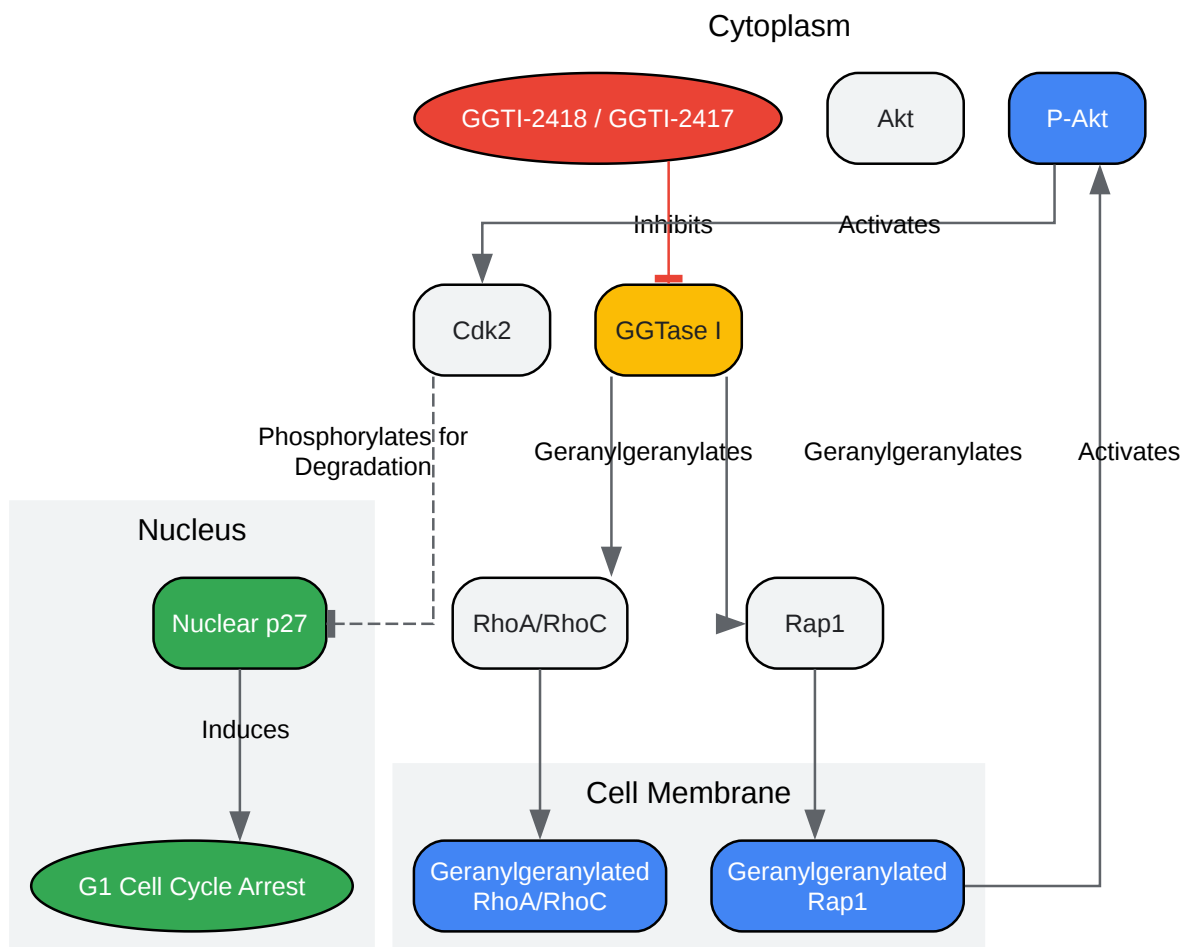 Cytoplasm
GGTI-2418 / GGTI-2417
Akt
P-Akt
Inhibits
Activates
Cdk2
GGTase I
Phosphorylates for
Degradation
Geranylgeranylates
Geranylgeranylates
Activates
Nucleus
Nuclear p27
RhoA/RhoC
Rap1
Induces
Cell Membrane
G1 Cell Cycle Arrest
Geranylgeranylated
RhoA/RhoC
Geranylgeranylated
Rap1